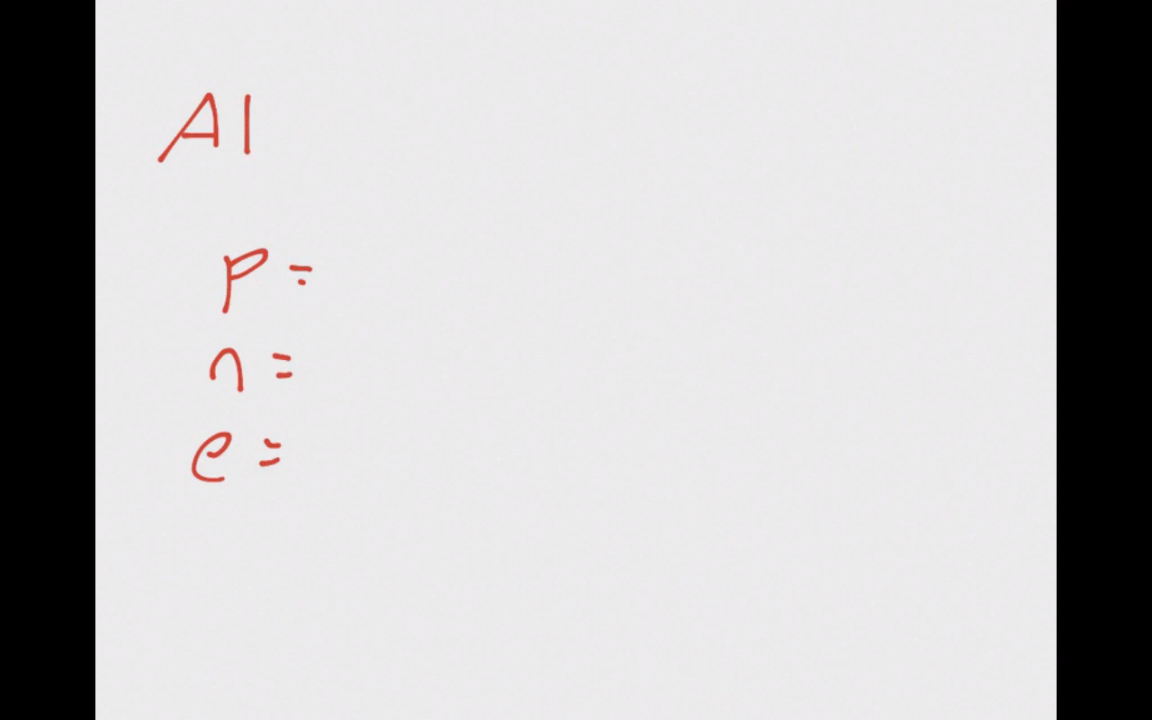 Al
p =
n =
e =